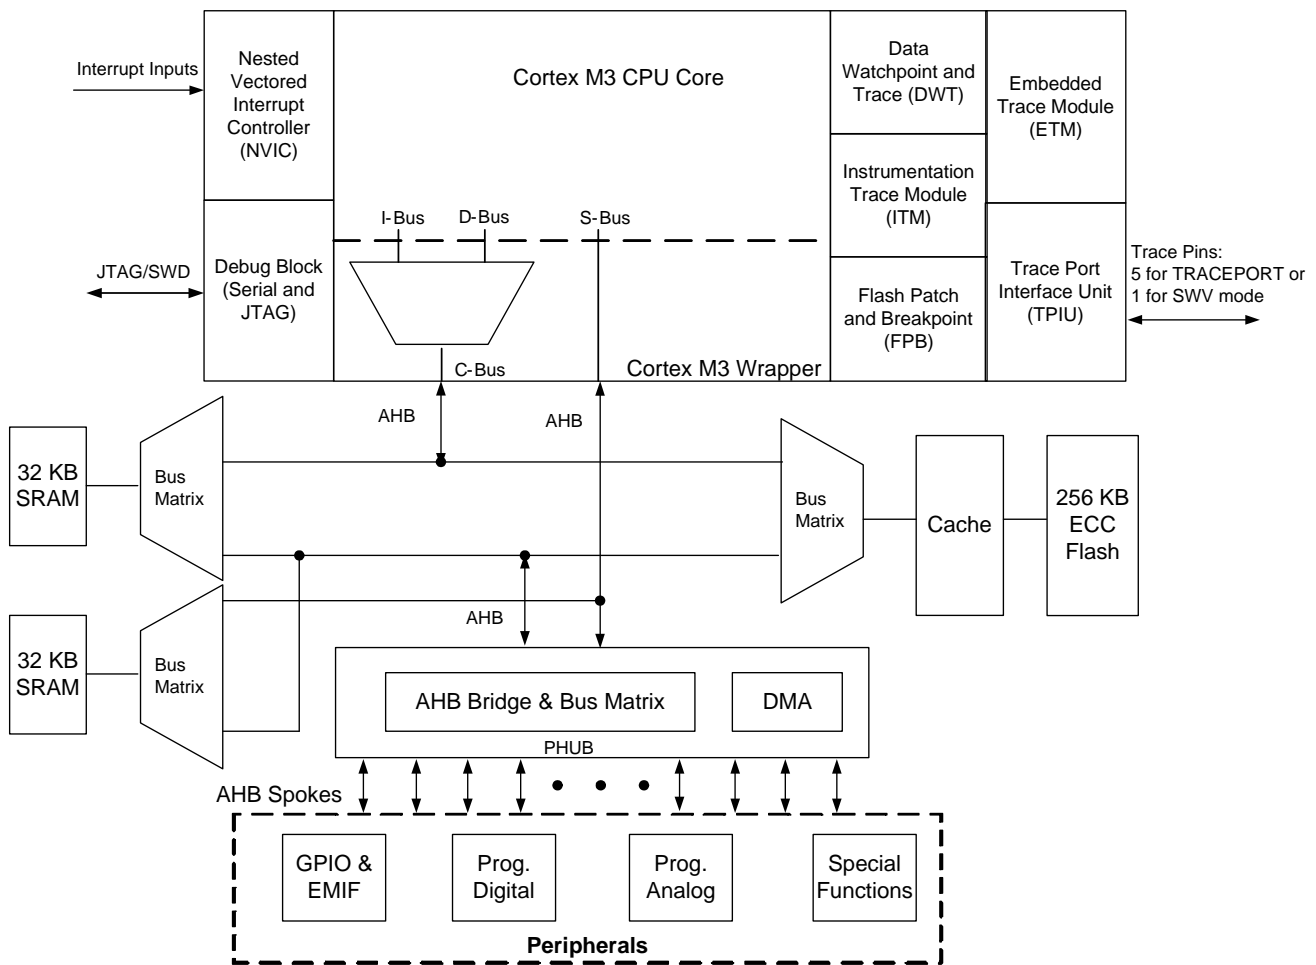 Interrupt Inputs
Nested
Vectored
Interrupt
Controller
(NVIC)
Cortex M3 CPU Core
Data
Watchpoint and
Trace (DWT)
Embedded
Trace Module
(ETM)
Instrumentation
Trace Module
(ITM)
I-Bus
D-Bus
S-Bus
JTAG/SWD
Debug Block
(Serial and
JTAG)
Flash Patch
and Breakpoint
(FPB)
Trace Port
Interface Unit
(TPIU)
Trace Pins:
5 for TRACEPORT or
1 for SWV mode
C-Bus
Cortex M3 Wrapper
AHB
AHB
32 KB
SRAM
Bus
Matrix
Bus
Matrix
Cache
256 KB
ECC
Flash
AHB
32 KB
SRAM
Bus
Matrix
AHB Bridge & Bus Matrix
DMA
PHUB
AHB Spokes
GPIO &
EMIF
Prog.
Digital
Prog.
Analog
Special
Functions
Peripherals